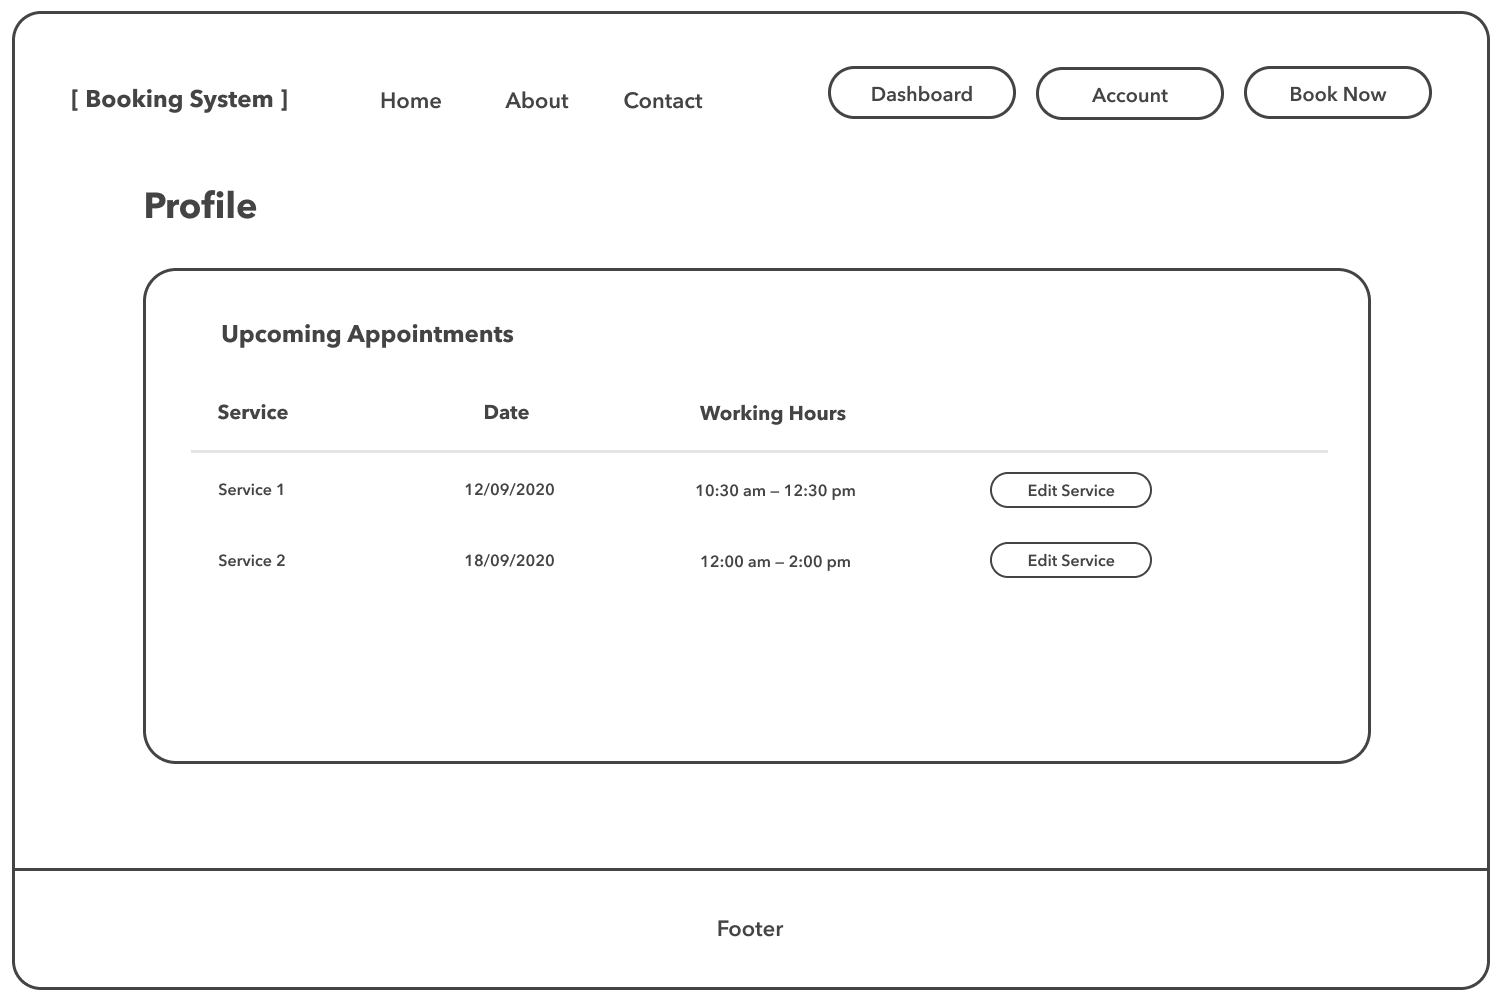 [ Booking System ] Home About Contact Dashboard Account Book Now
Profile
Upcoming Appointments
Service Date Working Hours
Service 1 12/09/2020 10:30 am – 12:30 pm Edit Service
Service 2 18/09/2020 12:00 am – 2:00 pm Edit Service
Footer